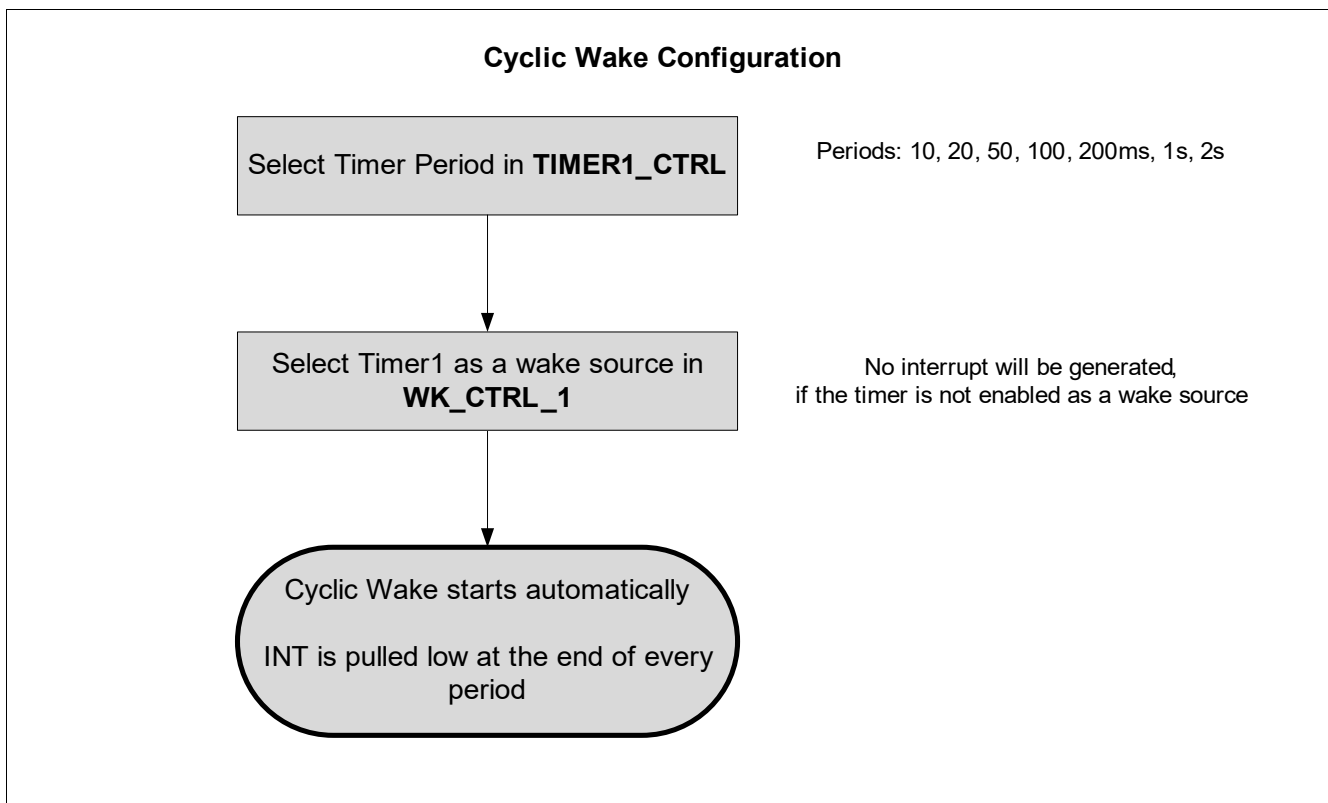 Cyclic Wake Configuration
Select Timer Period in TIMER1_CTRL
Periods: 10, 20, 50, 100, 200ms, 1s, 2s
Select Timer1 as a wake source in
WK_CTRL_1
No interrupt will be generated,
if the timer is not enabled as a wake source
Cyclic Wake starts automatically
INT is pulled low at the end of every
period